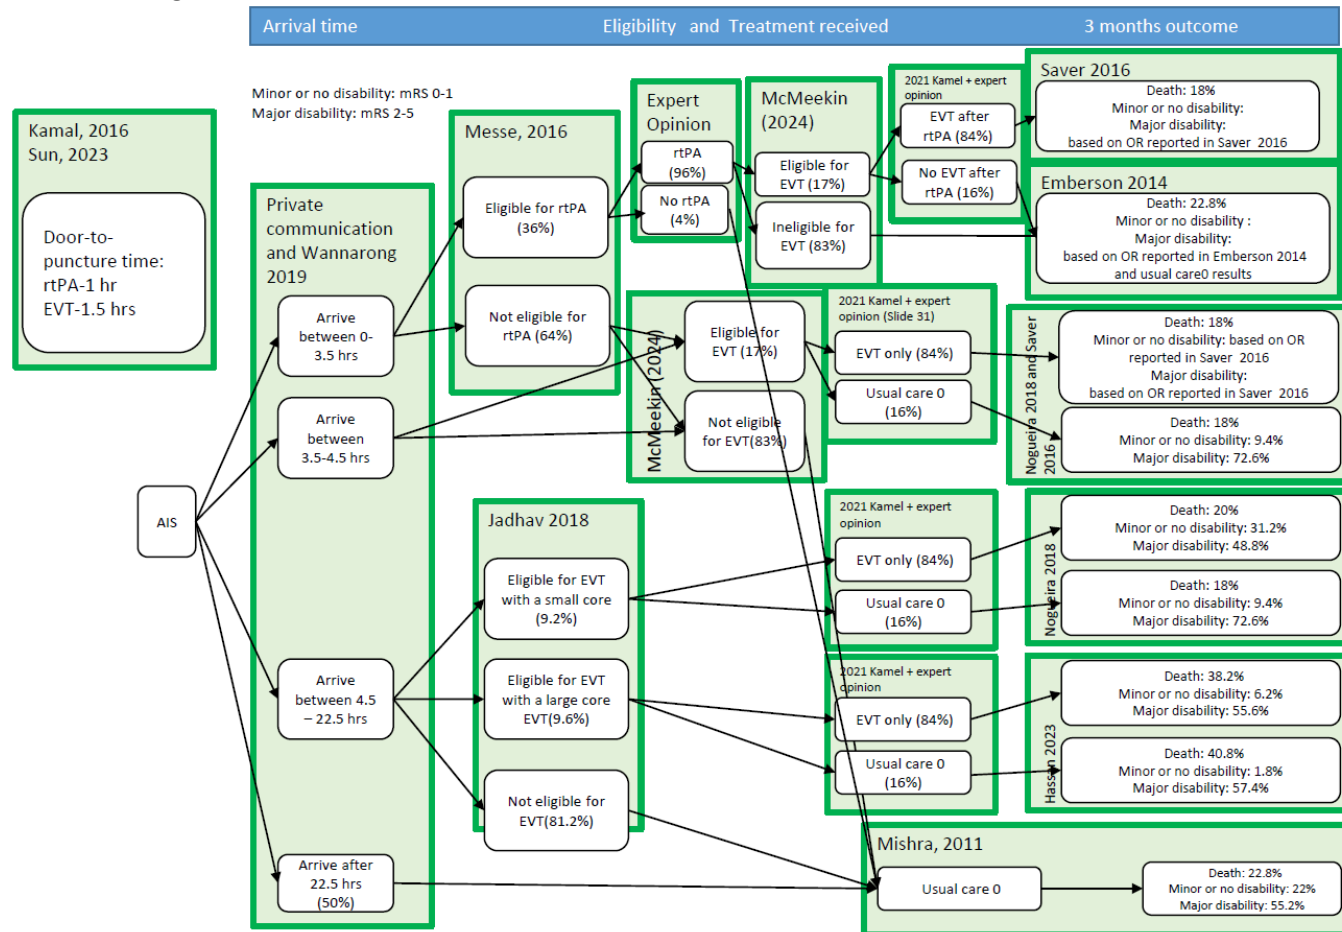 Arrival time
Eligibility and Treatment received
3 months outcome
Minor or no disability: mRS 0-1
Major disability: mRS 2-5
Kamal, 2016
Sun, 2023
Door-to-
puncture time:
rtPA-1 hr
EVT-1.5 hrs
AIS
Private
communication
and Wannarong
2019
Arrive
between 0-
3.5 hrs
Arrive
between
3.5-4.5 hrs
Arrive
between 4.5
– 22.5 hrs
Arrive after
22.5 hrs
(50%)
Messe, 2016
Eligible for rtPA
(36%)
Not eligible for
rtPA (64%)
Expert
Opinion
rtPA
(96%)
No rtPA
(4%)
McMeekin
(2024)
Eligible for
EVT (17%)
Ineligible for
EVT (83%)
2021 Kamel + expert
opinion
EVT after
rtPA (84%)
No EVT after
rtPA (16%)
Saver 2016
Death: 18%
Minor or no disability:
Major disability:
based on OR reported in Saver 2016
Emberson 2014
Death: 22.8%
Minor or no disability :
Major disability:
based on OR reported in Emberson 2014
and usual care0 results
McMeekin (2024)
Eligible for
EVT (17%)
Not eligible
for EVT(83%)
2021 Kamel + expert
opinion (Slide 31)
EVT only (84%)
Usual care 0
(16%)
Nogueira 2018 and Saver
2016
Death: 18%
Minor or no disability: based on OR
reported in Saver 2016
Major disability:
based on OR reported in Saver 2016
Death: 18%
Minor or no disability: 9.4%
Major disability: 72.6%
Jadhav 2018
Eligible for EVT
with a small core
(9.2%)
Eligible for EVT
with a large core
EVT(9.6%)
Not eligible for
EVT(81.2%)
2021 Kamel + expert
opinion
EVT only (84%)
Usual care 0
(16%)
Nogueira 2018
Death: 20%
Minor or no disability: 31.2%
Major disability: 48.8%
Death: 18%
Minor or no disability: 9.4%
Major disability: 72.6%
2021 Kamel + expert
opinion
EVT only (84%)
Usual care 0
(16%)
Hassan 2023
Death: 38.2%
Minor or no disability: 6.2%
Major disability: 55.6%
Death: 40.8%
Minor or no disability: 1.8%
Major disability: 57.4%
Mishra, 2011
Usual care 0
Death: 22.8%
Minor or no disability: 22%
Major disability: 55.2%